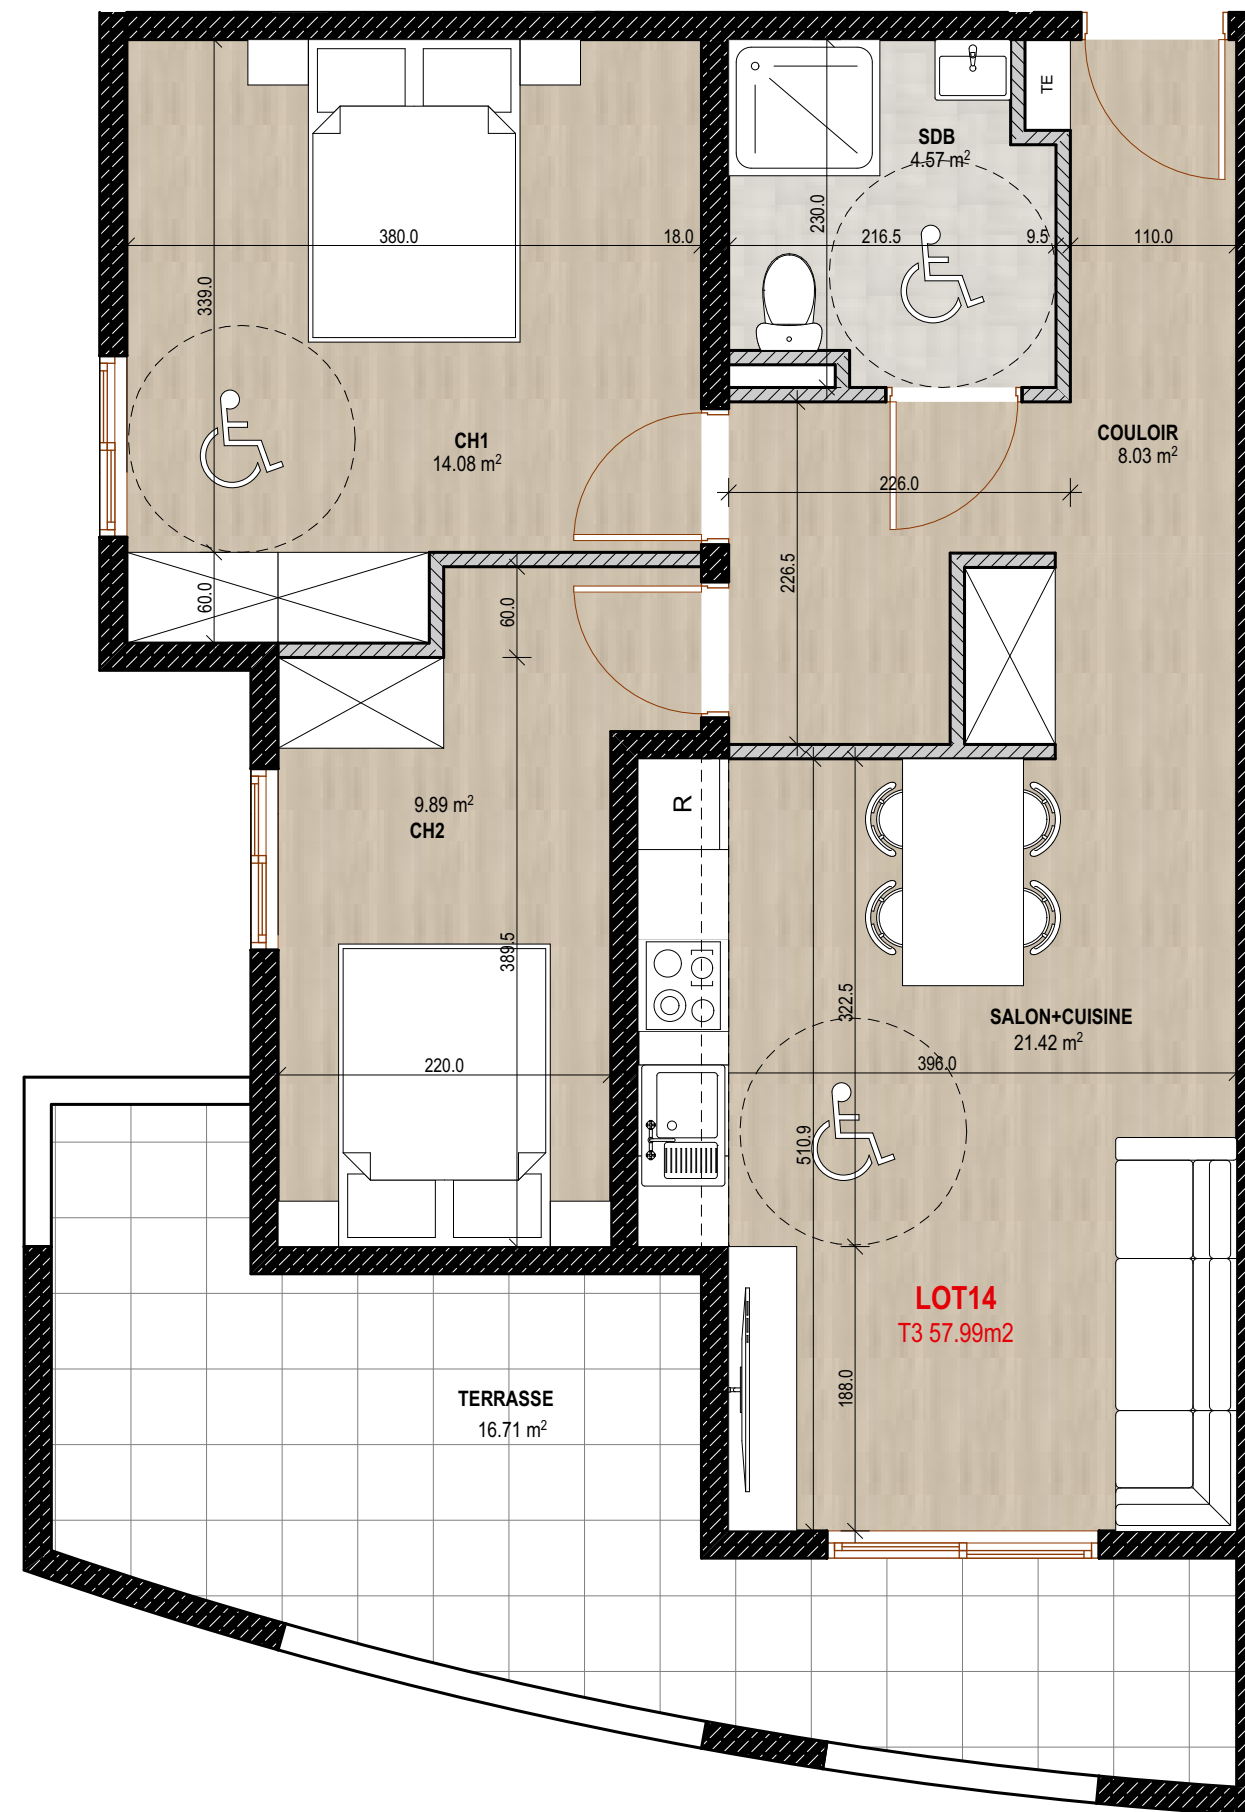 TE
SDB
4.57 m²
230.0
380.0
18.0
216.5
9.5
110.0
339.0
CH1
14.08 m²
COULOIR
8.03 m²
226.0
226.5
60.0
60.0
9.89 m²
CH2
R
389.5
322.5
SALON+CUISINE
21.42 m²
220.0
396.0
510.9
LOT14
T3 57.99m2
188.0
TERRASSE
16.71 m²